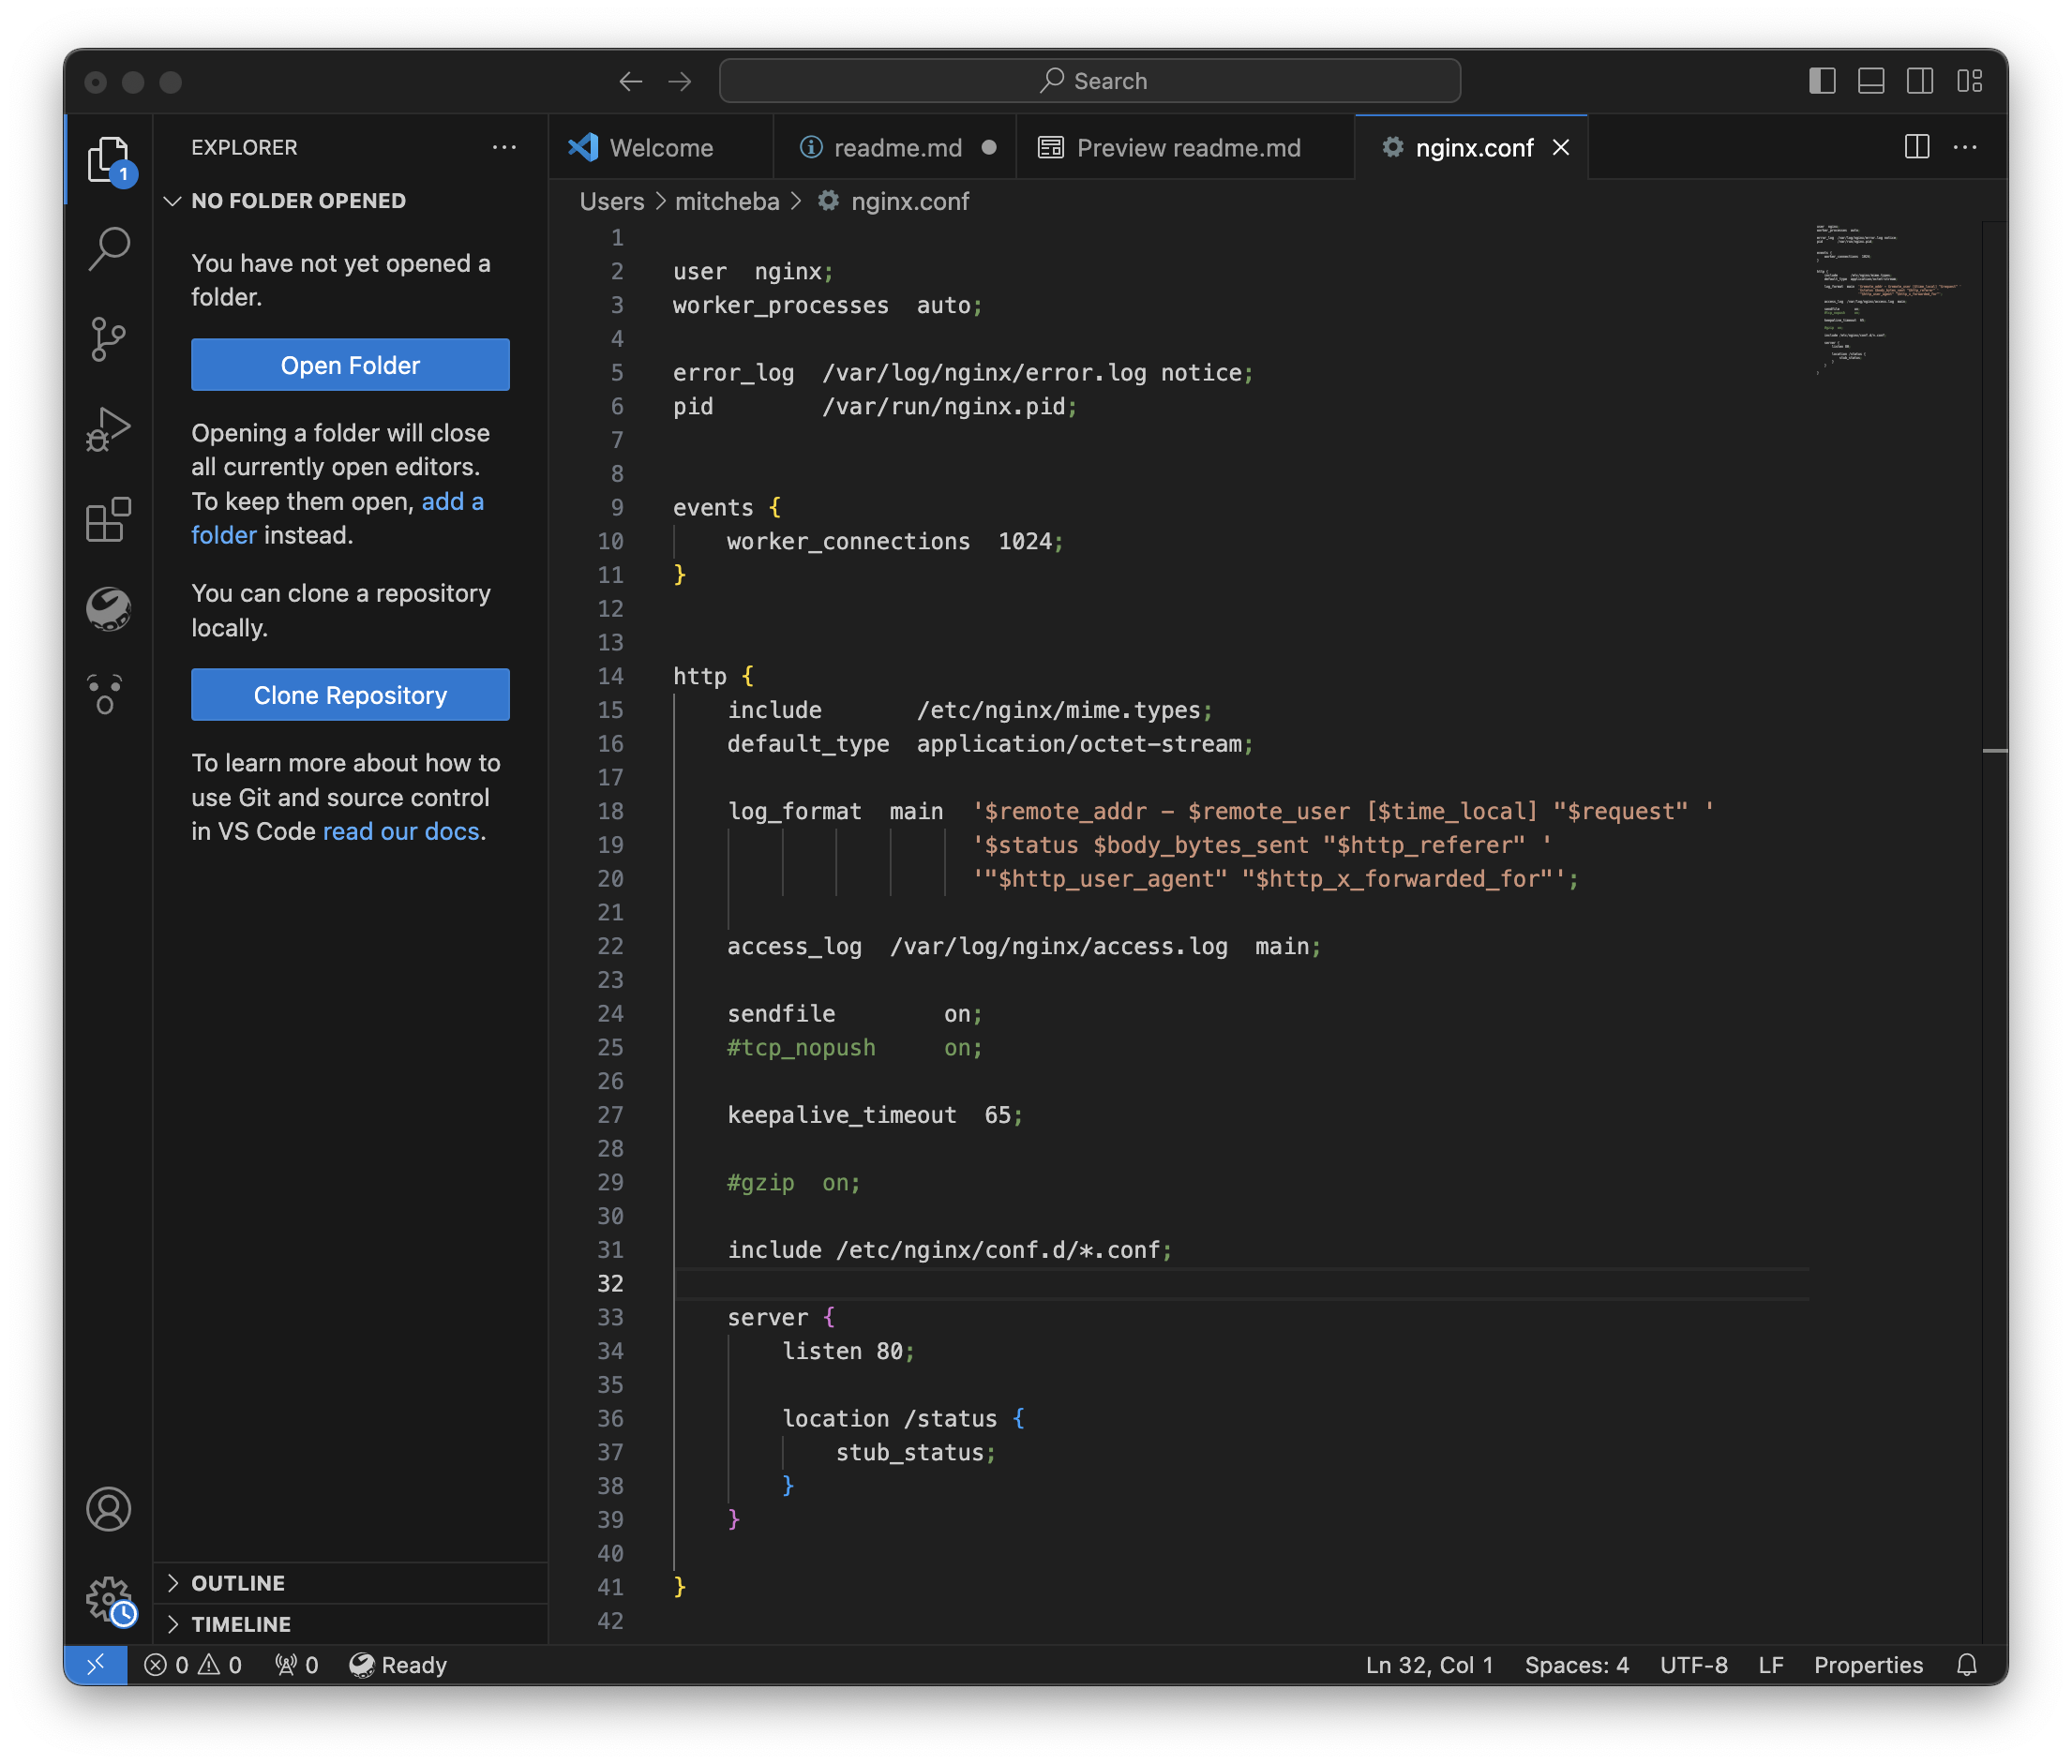 Search
EXPLORER
NO FOLDER OPENED
You have not yet opened a
folder.
Open Folder
Opening a folder will close
all currently open editors.
To keep them open, add a
folder instead.
You can clone a repository
locally.
Clone Repository
To learn more about how to
use Git and source control
in VS Code read our docs.
OUTLINE
TIMELINE
1
Welcome
readme.md
Preview readme.md
nginx.conf
Users > mitcheba > nginx.conf
1
2 user  nginx;
3 worker_processes  auto;
4
5 error_log  /var/log/nginx/error.log notice;
6 pid        /var/run/nginx.pid;
7
8
9 events {
10     worker_connections  1024;
11 }
12
13
14 http {
15     include       /etc/nginx/mime.types;
16     default_type  application/octet-stream;
17
18     log_format  main  '$remote_addr - $remote_user [$time_local] "$request" '
19                       '$status $body_bytes_sent "$http_referer" '
20                       '"$http_user_agent" "$http_x_forwarded_for"';
21
22     access_log  /var/log/nginx/access.log  main;
23
24     sendfile        on;
25     #tcp_nopush     on;
26
27     keepalive_timeout  65;
28
29     #gzip  on;
30
31     include /etc/nginx/conf.d/*.conf;
32
33     server {
34         listen 80;
35
36         location /status {
37             stub_status;
38         }
39     }
40
41 }
42
0 0 0 Ready
Ln 32, Col 1 Spaces: 4 UTF-8 LF Properties